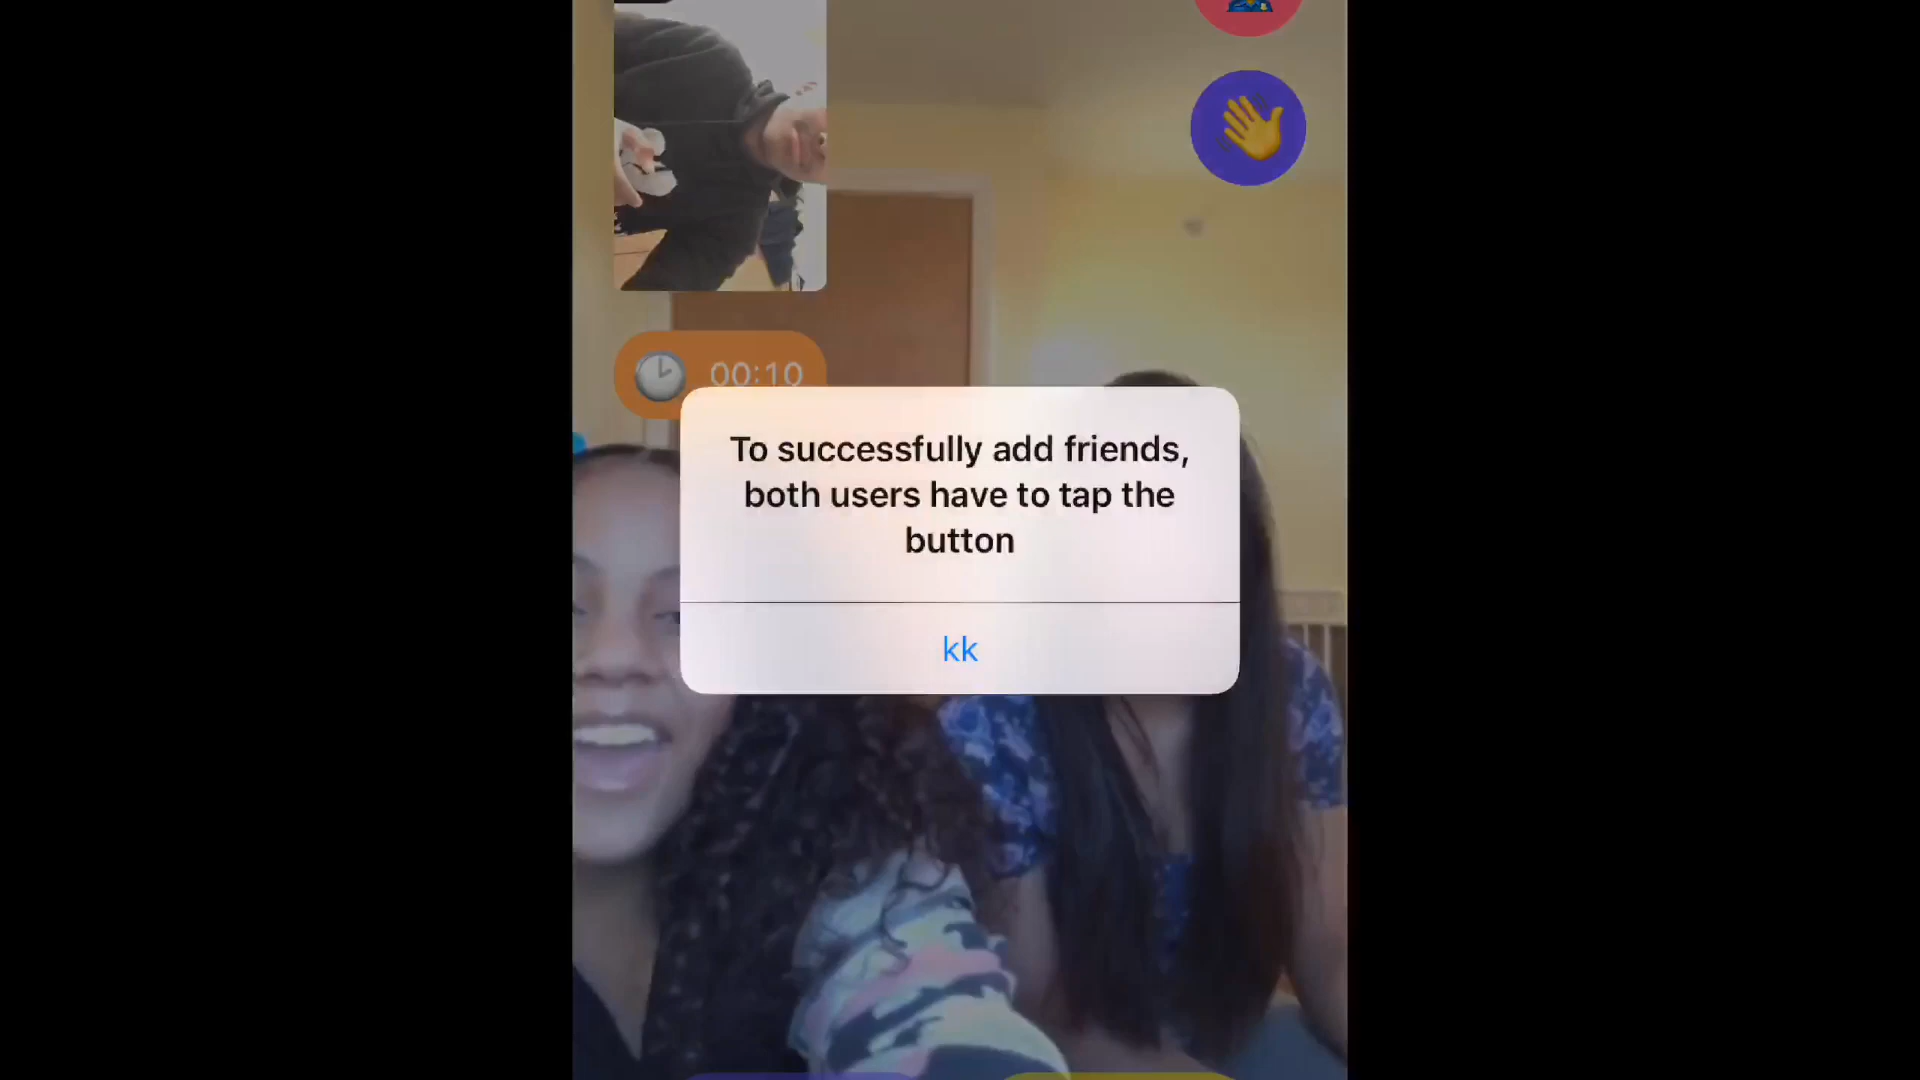 00:10
To successfully add friends,
both users have to tap the
button
kk